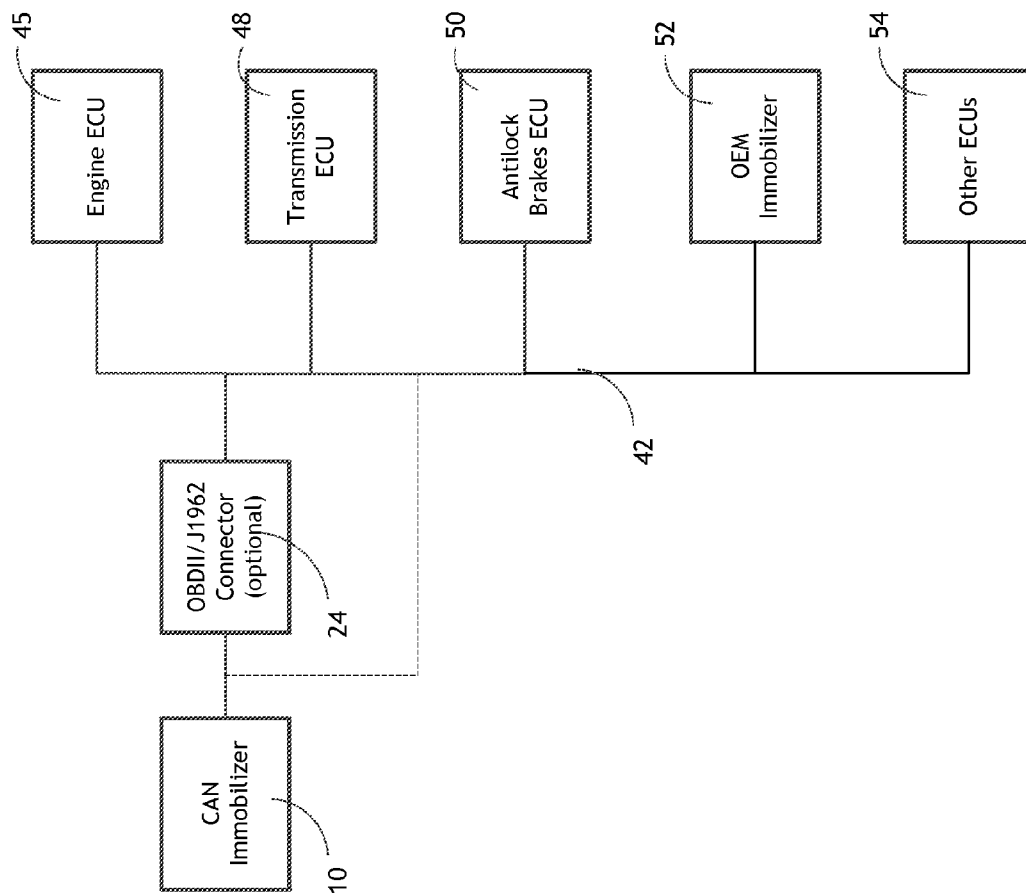 45
Engine ECU
48
Transmission
ECU
50
Antilock
Brakes ECU
52
OEM
Immobilizer
54
Other ECUs
42
OBDII/J1962
Connector
(optional)
24
CAN
Immobilizer
10